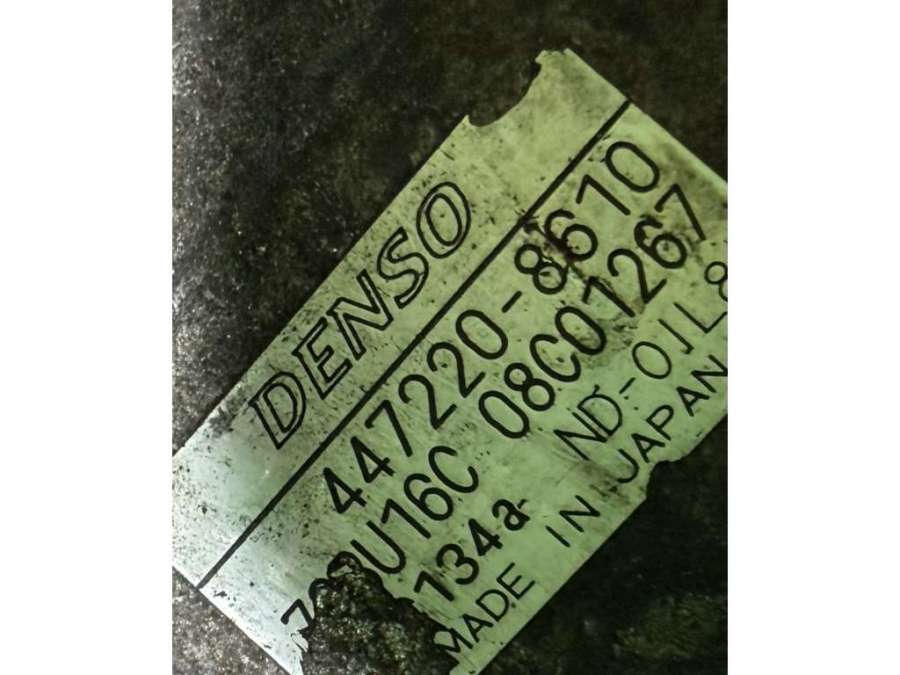 DENSO
447220-8610
U16C 08C01267
134a ND-OIL8
MADE IN JAPAN